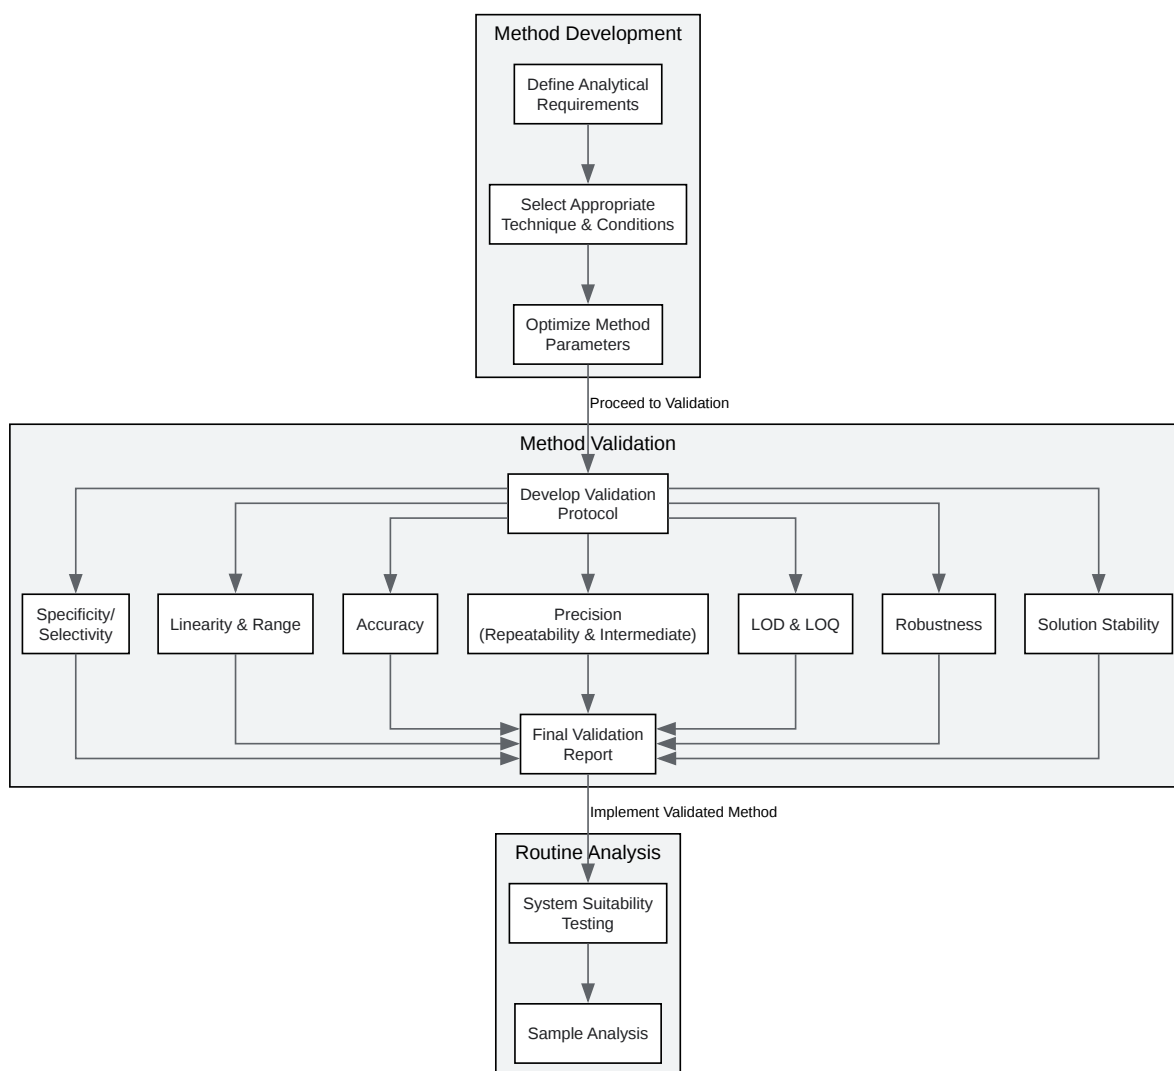 Method Development
Define Analytical
Requirements
Select Appropriate
Technique & Conditions
Optimize Method
Parameters
Proceed to Validation
Method Validation
Develop Validation
Protocol
Specificity/
Selectivity
Linearity & Range
Accuracy
Precision
(Repeatability & Intermediate)
LOD & LOQ
Robustness
Solution Stability
Final Validation
Report
Implement Validated Method
Routine Analysis
System Suitability
Testing
Sample Analysis